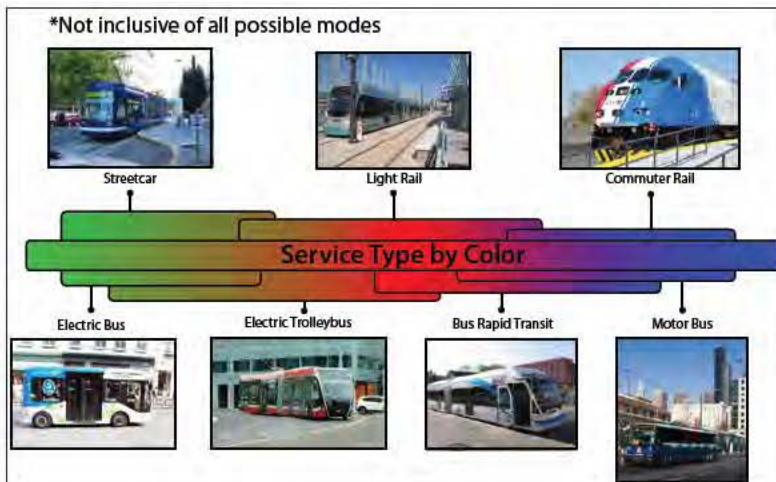 *Not inclusive of all possible modes
Streetcar
Light Rail
Commuter Rail
Service Type by Color
Electric Bus
Electric Trolleybus
Bus Rapid Transit
Motor Bus